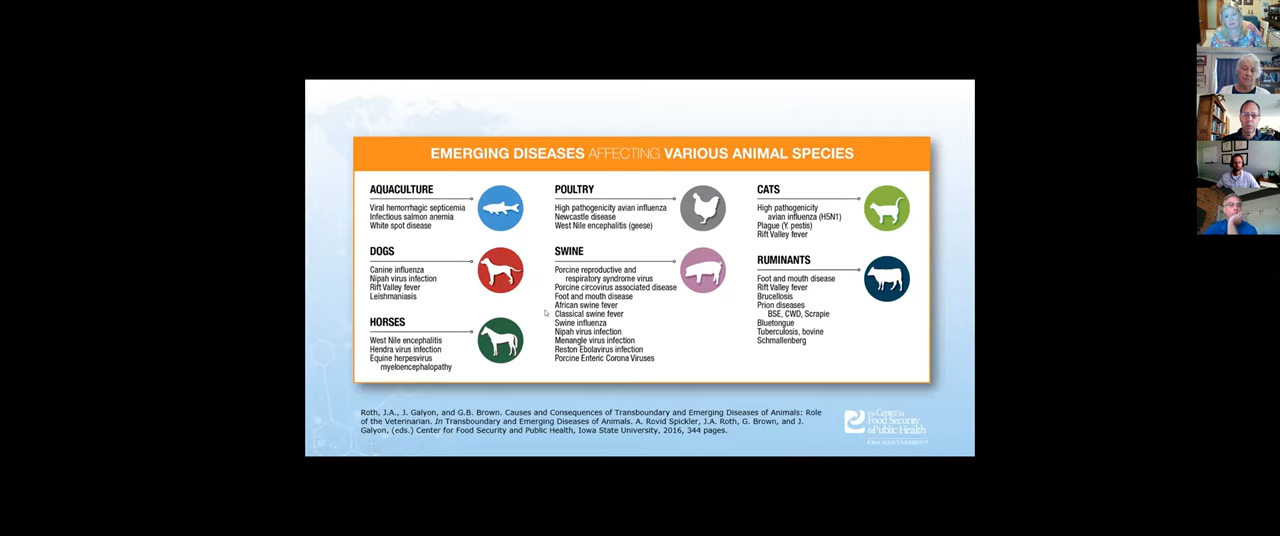 EMERGING DISEASES AFFECTING VARIOUS ANIMAL SPECIES
AQUACULTURE
Viral hemorrhagic septicemia
Infectious salmon anemia
White spot disease
DOGS
Canine influenza
Nipah virus infection
Rift Valley fever
Leishmaniasis
HORSES
West Nile encephalitis
Hendra virus infection
Equine herpesvirus
myeloencephalopathy
POULTRY
High pathogenicity avian influenza
Newcastle disease
West Nile encephalitis (geese)
SWINE
Porcine reproductive and
respiratory syndrome virus
Porcine circovirus associated disease
Foot and mouth disease
African swine fever
Classical swine fever
Swine influenza
Nipah virus infection
Menangle virus infection
Reston Ebolavirus infection
Porcine Enteric Corona Viruses
CATS
High pathogenicity
avian influenza (H5N1)
Plague (Y. pestis)
Rift Valley fever
RUMINANTS
Foot and mouth disease
Rift Valley fever
Brucellosis
Prion diseases
BSE, CWD, Scrapie
Bluetongue
Tuberculosis, bovine
Schmallenberg
Roth, J.A., J. Galyon, and G.B. Brown. Causes and Consequences of Transboundary and Emerging Diseases of Animals: Role
of the Veterinarian. In Transboundary and Emerging Diseases of Animals. A. Rovid Spickler, J.A. Roth, G. Brown, and J.
Galyon, (eds.) Center for Food Security and Public Health, Iowa State University, 2016, 344 pages.
the Center for
Food Security
& Public Health
IOWA STATE UNIVERSITY